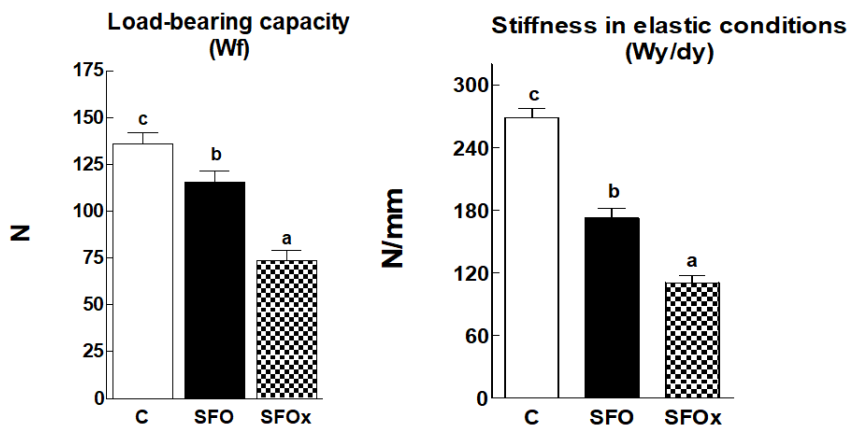 Load-bearing capacity
(Wf)
175
150
125
100
75
50
25
0
N
c
b
a
C SFO SFOx
Stiffness in elastic conditions
(Wy/dy)
300
240
180
120
60
0
N/mm
c
b
a
C SFO SFOx